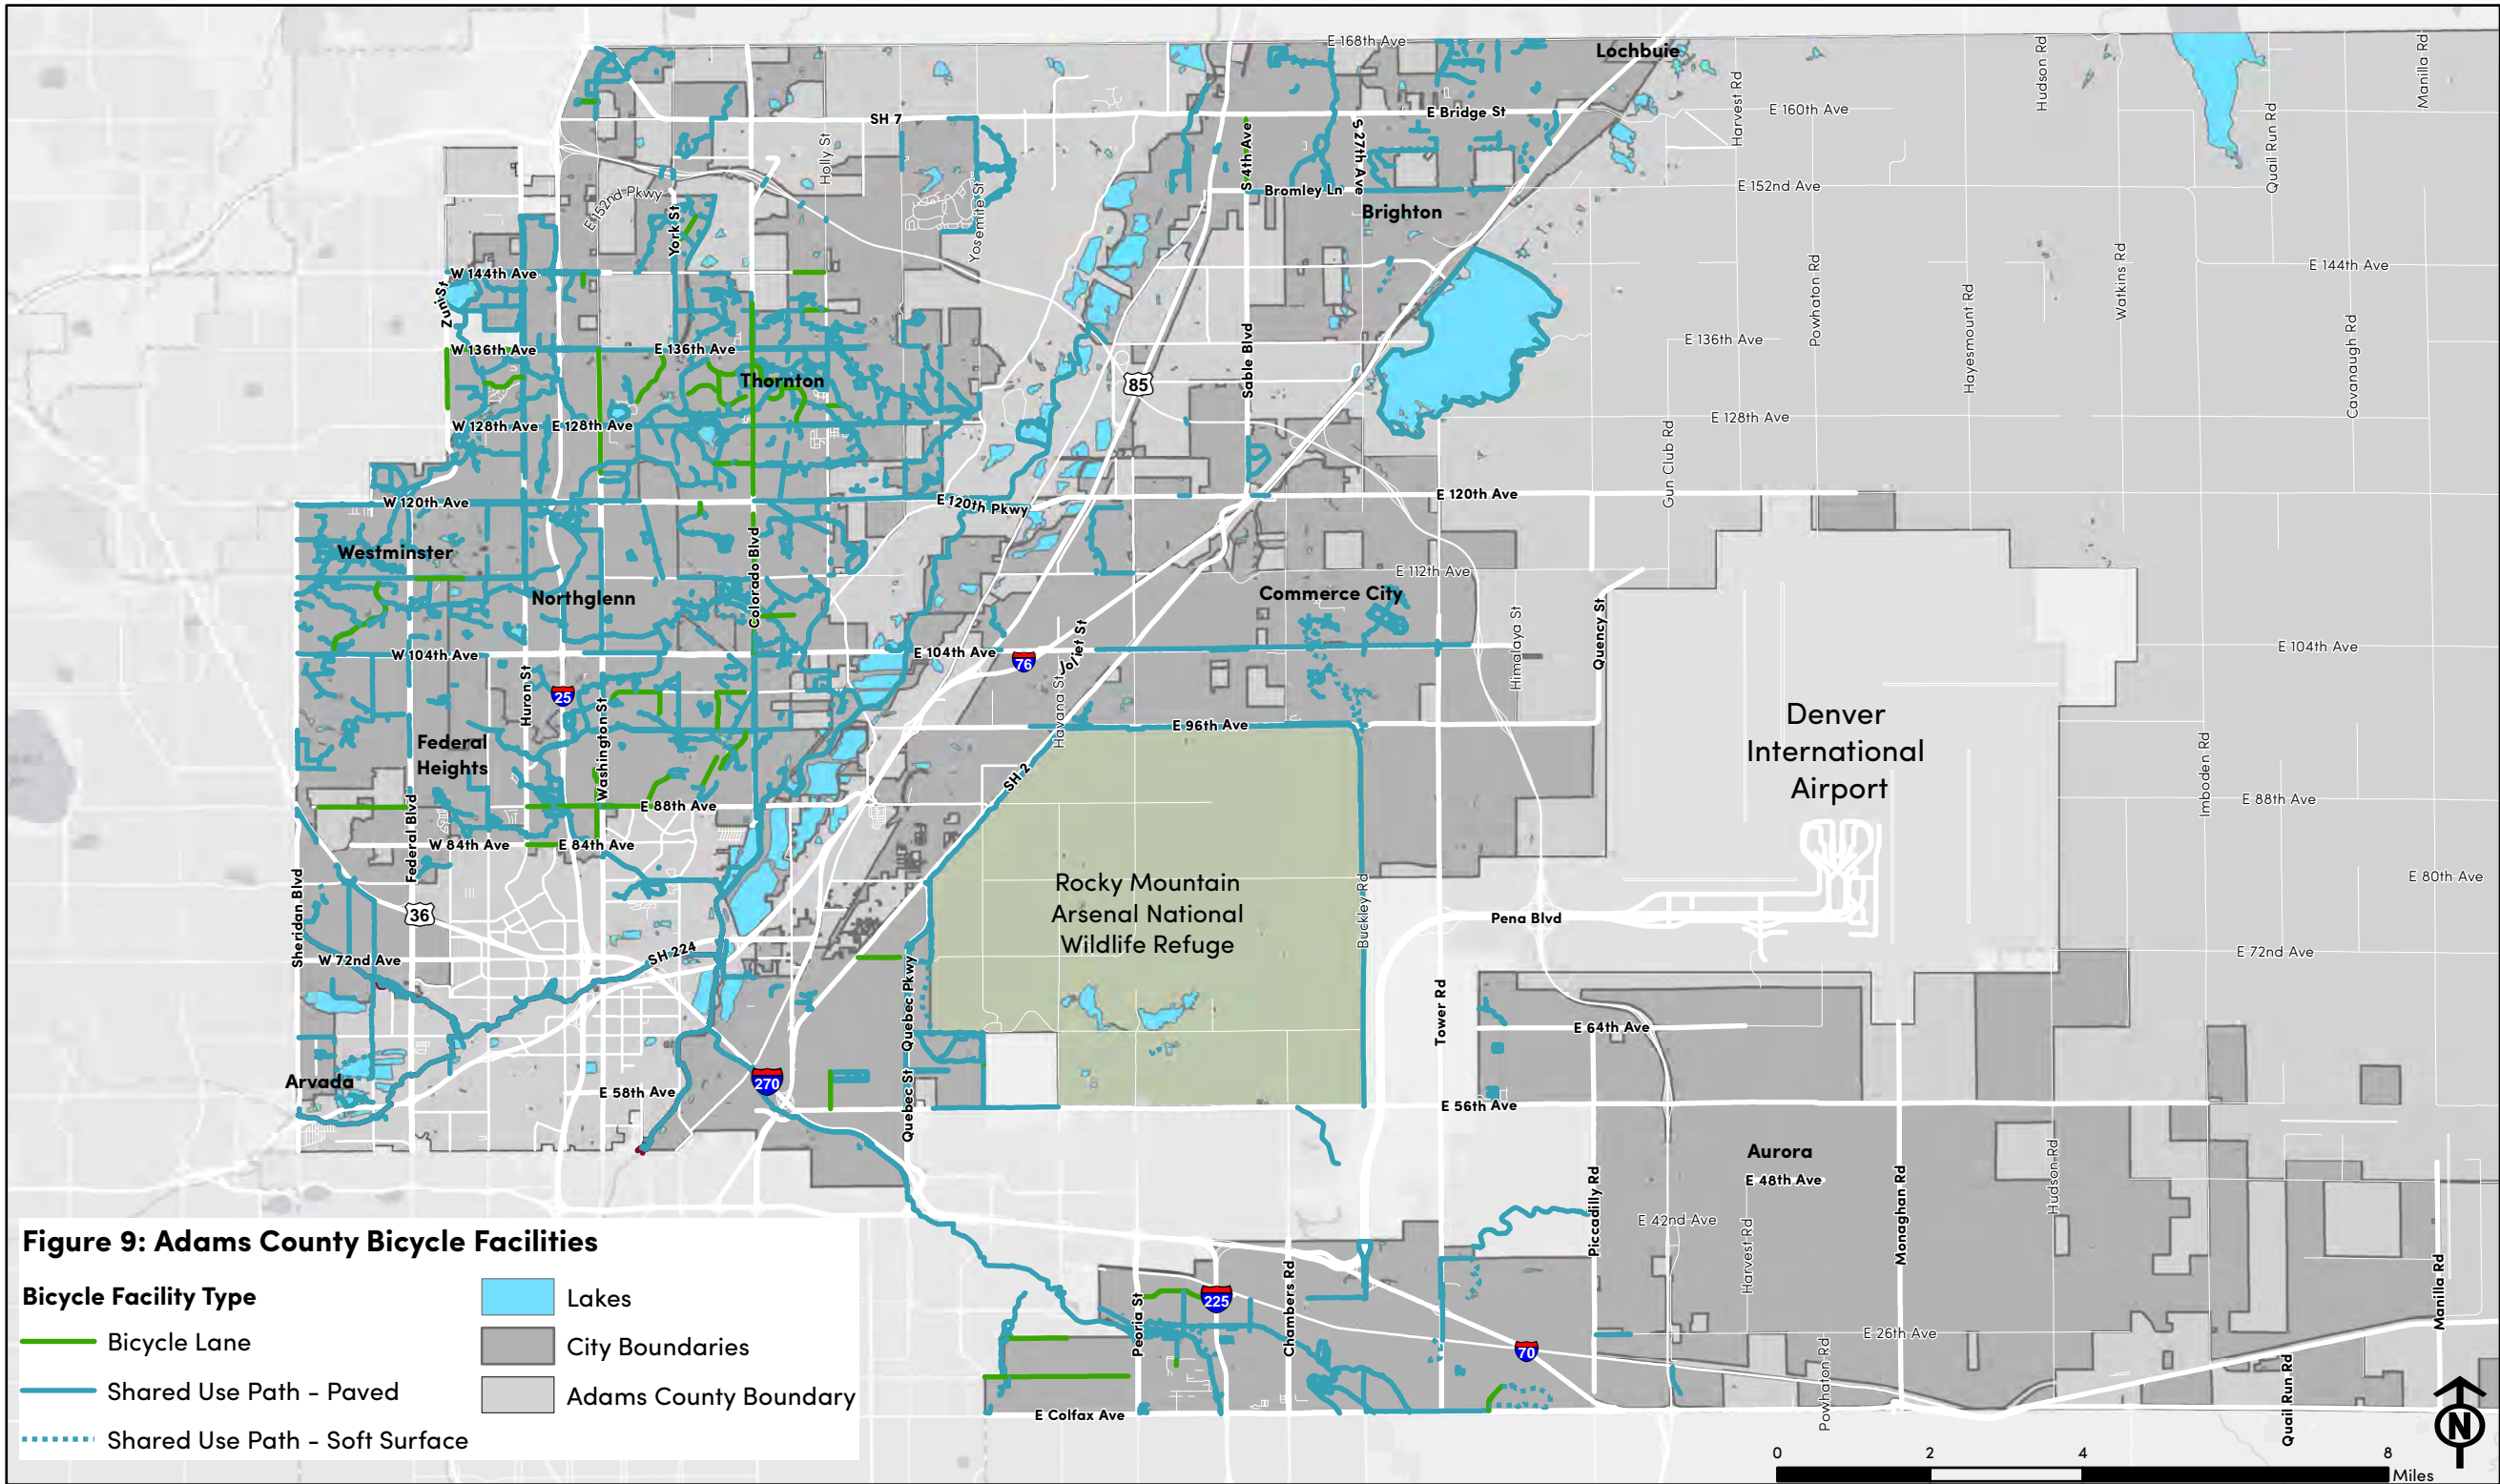 E 168th Ave
Lochbuie
Hudson Rd
Manilla Rd
Harvest Rd
E 160th Ave
Quail Run Rd
SH 7
E Bridge St
S 4th Ave
S 27th Ave
Holly St
E 152nd Pkwy
York St
Yosemite St
Bromley Ln
E 152nd Ave
Brighton
W 144th Ave
Zuni St
Powhaton Rd
Hayesmount Rd
Watkins Rd
E 144th Ave
W 136th Ave
E 136th Ave
E 136th Ave
Cavanaugh Rd
Thornton
85
Sable Blvd
W 128th Ave
E 128th Ave
E 128th Ave
Gun Club Rd
W 120th Ave
E 120th Pkwy
E 120th Ave
Westminster
Colorado Blvd
E 112th Ave
Northglenn
Commerce City
Himalaya St
Quency St
W 104th Ave
E 104th Ave
76
Joliet St
E 104th Ave
Huron St
25
Washington St
Havana St
E 96th Ave
Federal
Heights
SH 2
Denver
International
Airport
Imboden Rd
E 88th Ave
E 88th Ave
Federal Blvd
W 84th Ave
E 84th Ave
Sheridan Blvd
36
Rocky Mountain
Arsenal National
Wildlife Refuge
Buckley Rd
E 80th Ave
Pena Blvd
W 72nd Ave
SH 224
E 72nd Ave
Quebec Pkwy
Tower Rd
E 64th Ave
Arvada
E 58th Ave
270
Quebec St
E 56th Ave
Aurora
E 48th Ave
Piccadilly Rd
Monaghan Rd
Hudson Rd
E 42nd Ave
Harvest Rd
Figure 9: Adams County Bicycle Facilities
Bicycle Facility Type
Bicycle Lane
Shared Use Path - Paved
Shared Use Path - Soft Surface
Lakes
City Boundaries
Adams County Boundary
Peoria St
225
Chambers Rd
70
E 26th Ave
Powhaton Rd
Quail Run Rd
Manilla Rd
E Colfax Ave
N
0 2 4 8
Miles